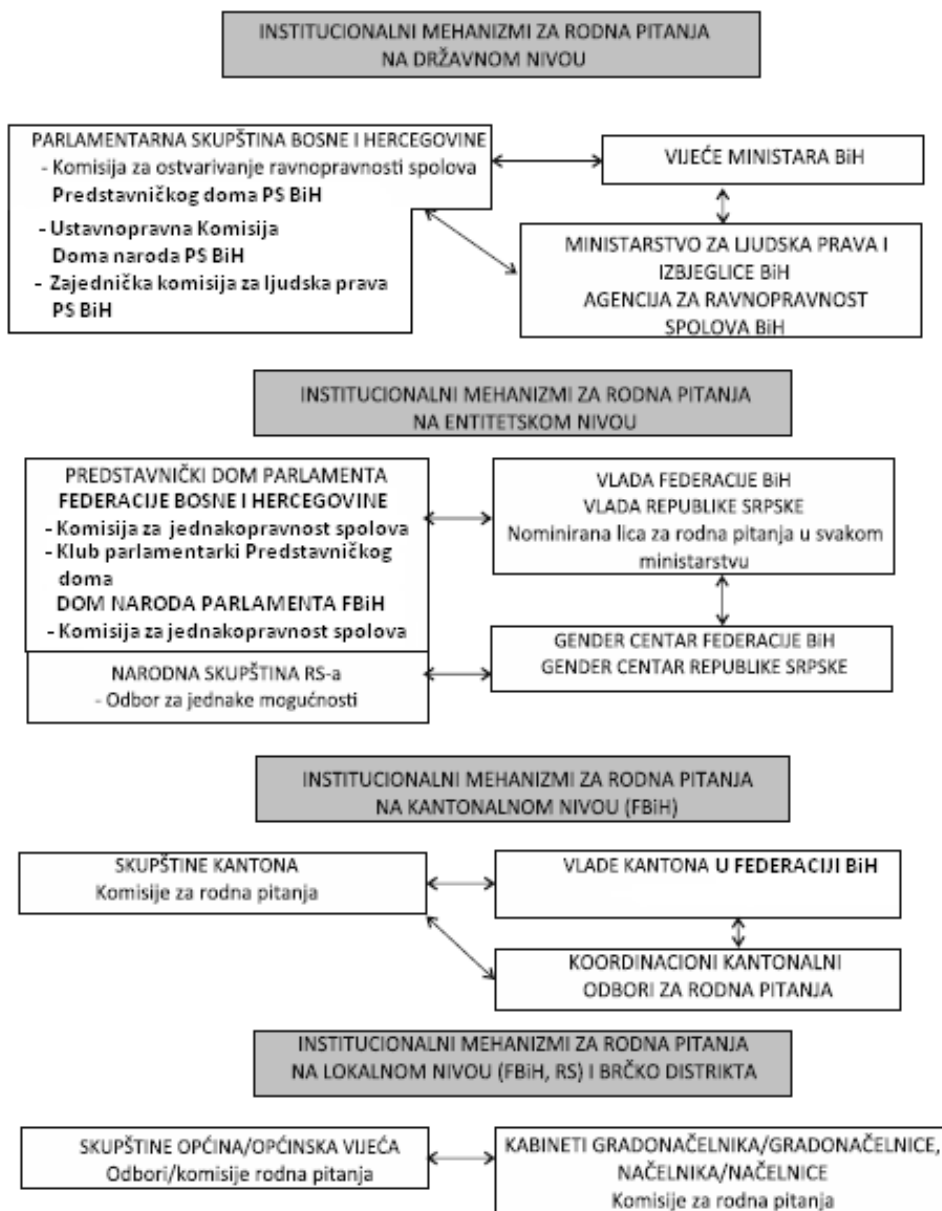 INSTITUCIONALNI MEHANIZMI ZA RODNA PITANJA
NA DRŽAVNOM NIVOU
PARLAMENTARNA SKUPŠTINA BOSNE I HERCEGOVINE
- Komisija za ostvarivanje ravnopravnosti spolova
Predstavničkog doma PS BiH
- Ustavnopravna Komisija
Doma naroda PS BiH
- Zajednička komisija za ljudska prava
PS BiH
VIJEĆE MINISTARA BiH
MINISTARSTVO ZA LJUDSKA PRAVA I
IZBJEGLICE BiH
AGENCIJA ZA RAVNOPRAVNOST
SPOLOVA BiH
INSTITUCIONALNI MEHANIZMI ZA RODNA PITANJA
NA ENTITETSKOM NIVOU
PREDSTAVNIČKI DOM PARLAMENTA
FEDERACIJE BOSNE I HERCEGOVINE
- Komisija za jednakopravnost spolova
- Klub parlamentarki Predstavničkog
doma
DOM NARODA PARLAMENTA FBiH
- Komisija za jednakopravnost spolova
NARODNA SKUPŠTINA RS-a
- Odbor za jednake mogućnosti
VLADA FEDERACIJE BiH
VLADA REPUBLIKE SRPSKE
Nominirana lica za rodna pitanja u svakom
ministarstvu
GENDER CENTAR FEDERACIJE BiH
GENDER CENTAR REPUBLIKE SRPSKE
INSTITUCIONALNI MEHANIZMI ZA RODNA PITANJA
NA KANTONALNOM NIVOU (FBiH)
SKUPŠTINE KANTONA
Komisije za rodna pitanja
VLADE KANTONA U FEDERACIJI BiH
KOORDINACIONI KANTONALNI
ODBORI ZA RODNA PITANJA
INSTITUCIONALNI MEHANIZMI ZA RODNA PITANJA
NA LOKALNOM NIVOU (FBiH, RS) I BRČKO DISTRIKTA
SKUPŠTINE OPĆINA/OPĆINSKA VIJEĆA
Odbori/komisije rodna pitanja
KABINETI GRADONAČELNIKA/GRADONAČELNICE,
NAČELNIKA/NAČELNICE
Komisije za rodna pitanja